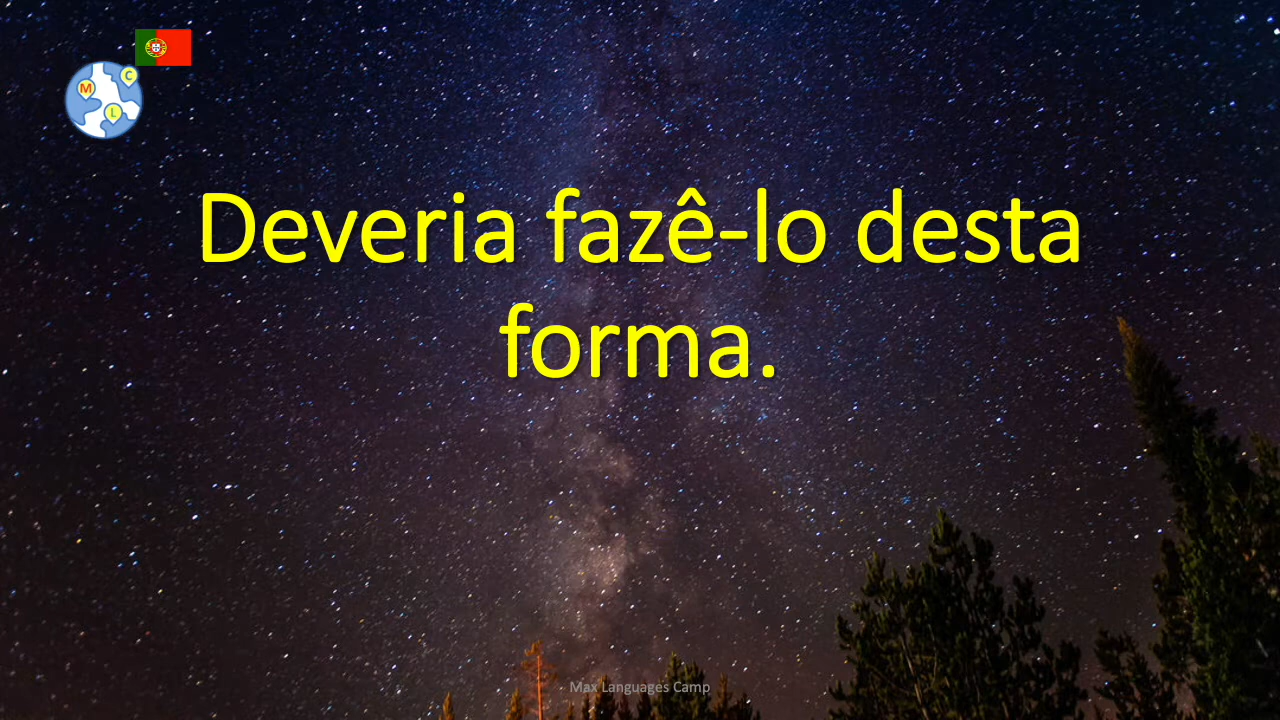 C
M
L
Deveria fazê-lo desta
forma.
Max Languages Camp